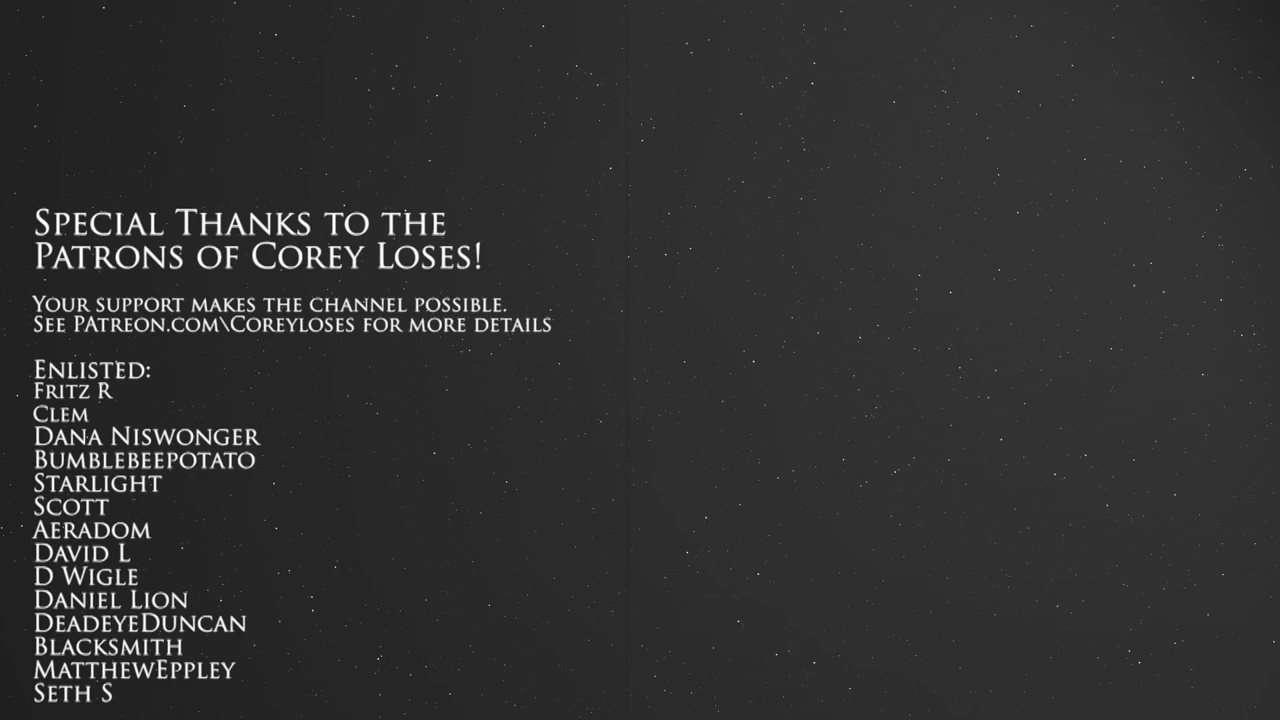 Special Thanks to the
Patrons of Corey Loses!
Your support makes the channel possible.
See PAtreon.com\Coreyloses for more details
Enlisted:
Fritz R
Clem
Dana Niswonger
Bumblebeepotato
Starlight
Scott
Aeradom
David L
D Wigle
Daniel Lion
DeadeyeDuncan
Blacksmith
MatthewEppley
Seth S